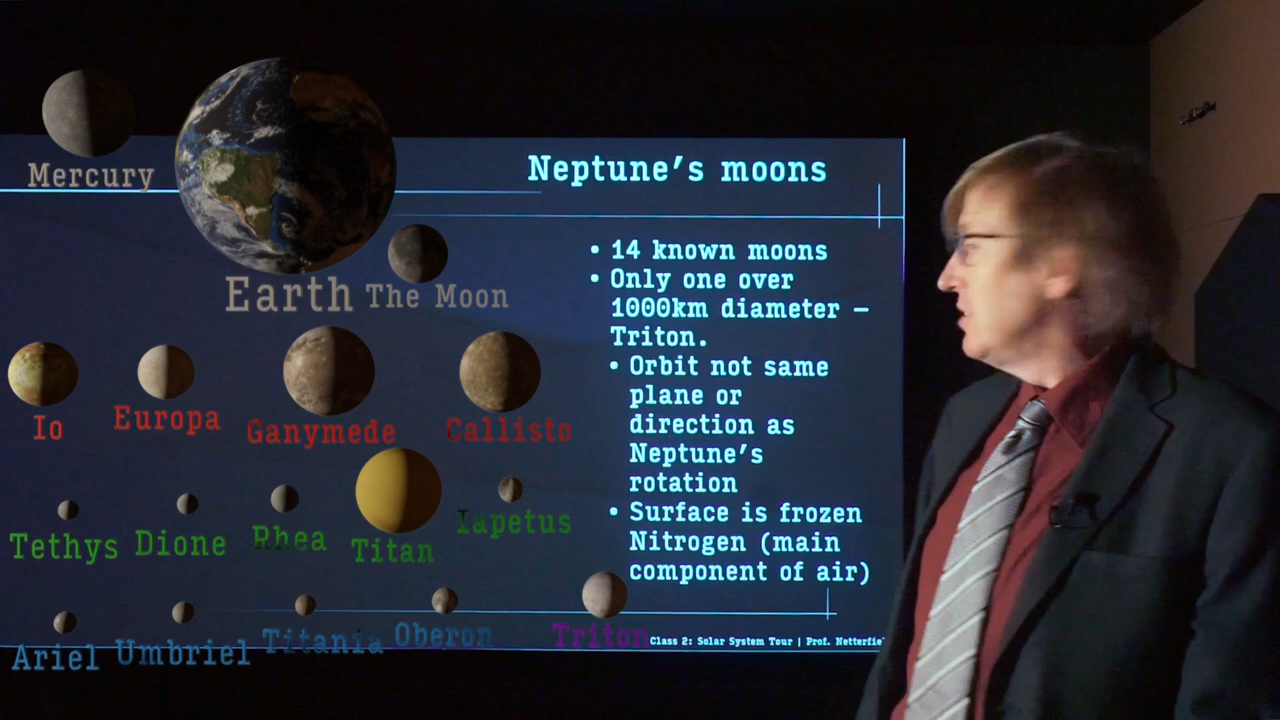 Mercury
Neptune's moons
Earth The Moon
Io Europa Ganymede Callisto
Tethys Dione Rhea Titan Iapetus
Ariel Umbriel Titania Oberon Triton
• 14 known moons
• Only one over
1000km diameter –
Triton.
• Orbit not same
plane or
direction as
Neptune's
rotation
• Surface is frozen
Nitrogen (main
component of air)
Class 2: Solar System Tour | Prof. Netterfie